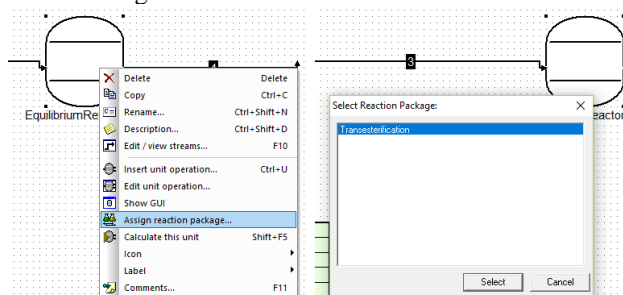 EquilibriumRe
Delete Delete
Copy Ctrl+C
Rename... Ctrl+Shift+N
Description... Ctrl+Shift+D
Edit / view streams... F10
Insert unit operation... Ctrl+U
Edit unit operation...
Show GUI
Assign reaction package...
Calculate this unit Shift+F5
Icon
Label
Comments... F11
3
Select Reaction Package:
Transesterification
Select Cancel
eactor